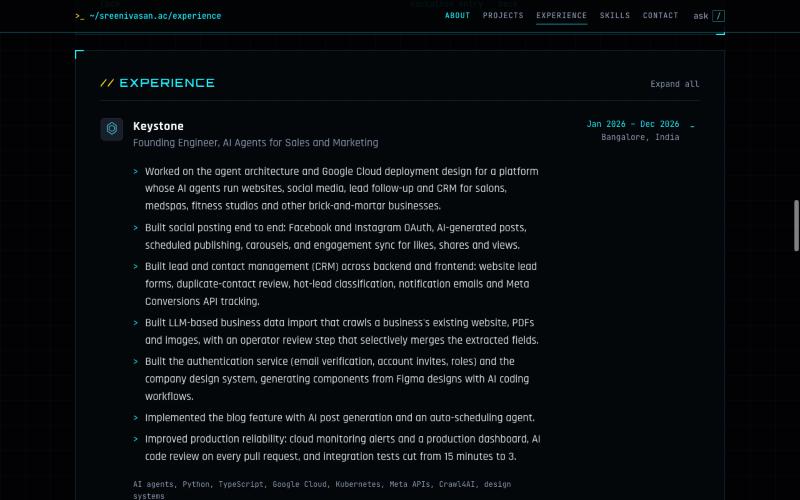 >_ ~/sreenivasan.ac/experience
ABOUT PROJECTS EXPERIENCE SKILLS CONTACT ask /
// EXPERIENCE
Expand all
Keystone
Jan 2026 – Dec 2026 –
Founding Engineer, AI Agents for Sales and Marketing
Bangalore, India
> Worked on the agent architecture and Google Cloud deployment design for a platform
whose AI agents run websites, social media, lead follow-up and CRM for salons,
medspas, fitness studios and other brick-and-mortar businesses.
> Built social posting end to end: Facebook and Instagram OAuth, AI-generated posts,
scheduled publishing, carousels, and engagement sync for likes, shares and views.
> Built lead and contact management (CRM) across backend and frontend: website lead
forms, duplicate-contact review, hot-lead classification, notification emails and Meta
Conversions API tracking.
> Built LLM-based business data import that crawls a business's existing website, PDFs
and images, with an operator review step that selectively merges the extracted fields.
> Built the authentication service (email verification, account invites, roles) and the
company design system, generating components from Figma designs with AI coding
workflows.
> Implemented the blog feature with AI post generation and an auto-scheduling agent.
> Improved production reliability: cloud monitoring alerts and a production dashboard, AI
code review on every pull request, and integration tests cut from 15 minutes to 3.
AI agents, Python, TypeScript, Google Cloud, Kubernetes, Meta APIs, Crawl4AI, design
systems